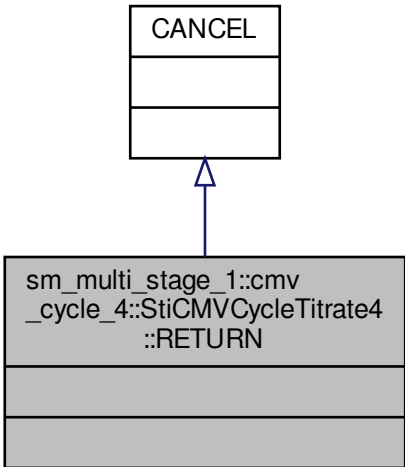 CANCEL
sm_multi_stage_1::cmv
_cycle_4::StiCMVCycleTitrate4
::RETURN